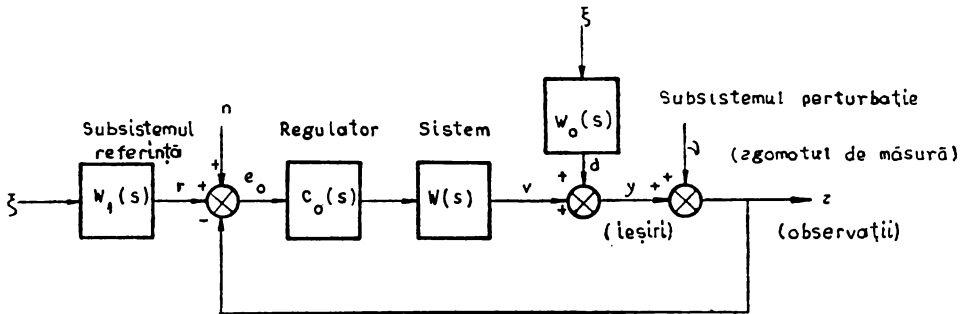 ξ
Subsistemul perturbație
n
W₀(s)
Subsistemul
referință
Regulator
Sistem
ν
d
(zgomotul de măsură)
+
+
+
+
+
W₁(s)
r
e₀
C₀(s)
W(s)
v
y
z
ξ
-
+
(ieșiri)
(observații)